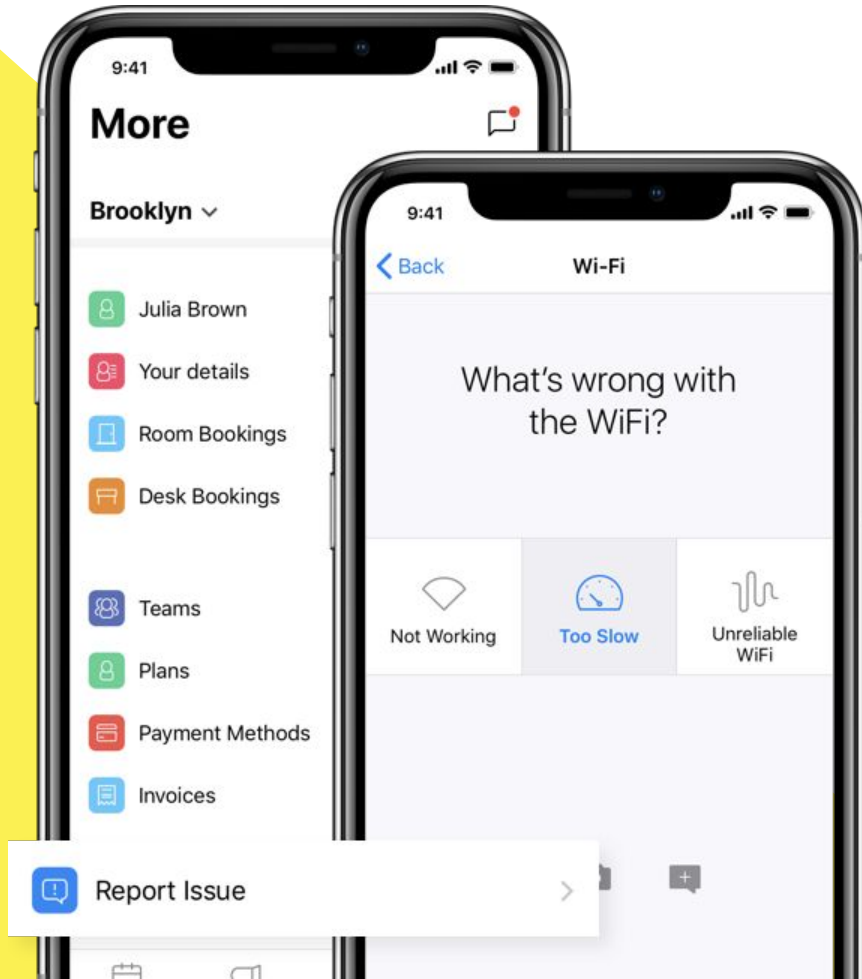 9:41
More
Brooklyn
Julia Brown
Your details
Room Bookings
Desk Bookings
Teams
Plans
Payment Methods
Invoices
Report Issue
9:41
Back
Wi-Fi
What's wrong with
the WiFi?
Not Working
Too Slow
Unreliable
WiFi